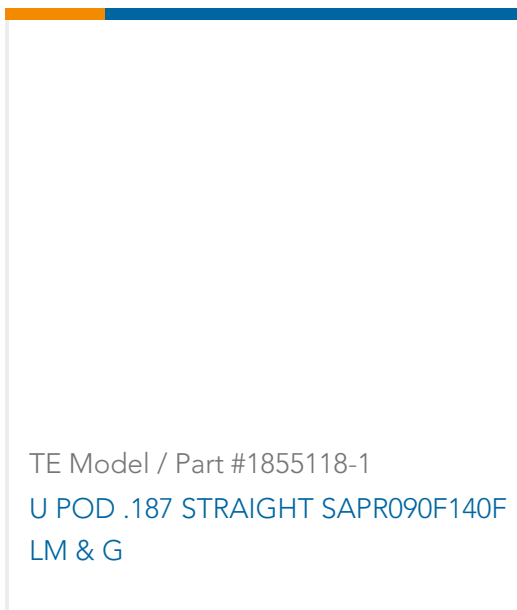 TE Model / Part #1855118-1
U POD .187 STRAIGHT SAPR090F140F
LM & G